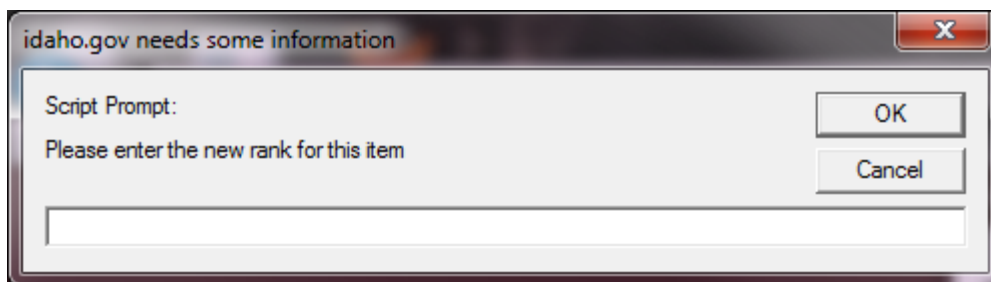 idaho.gov needs some information
Script Prompt:
OK
Please enter the new rank for this item
Cancel